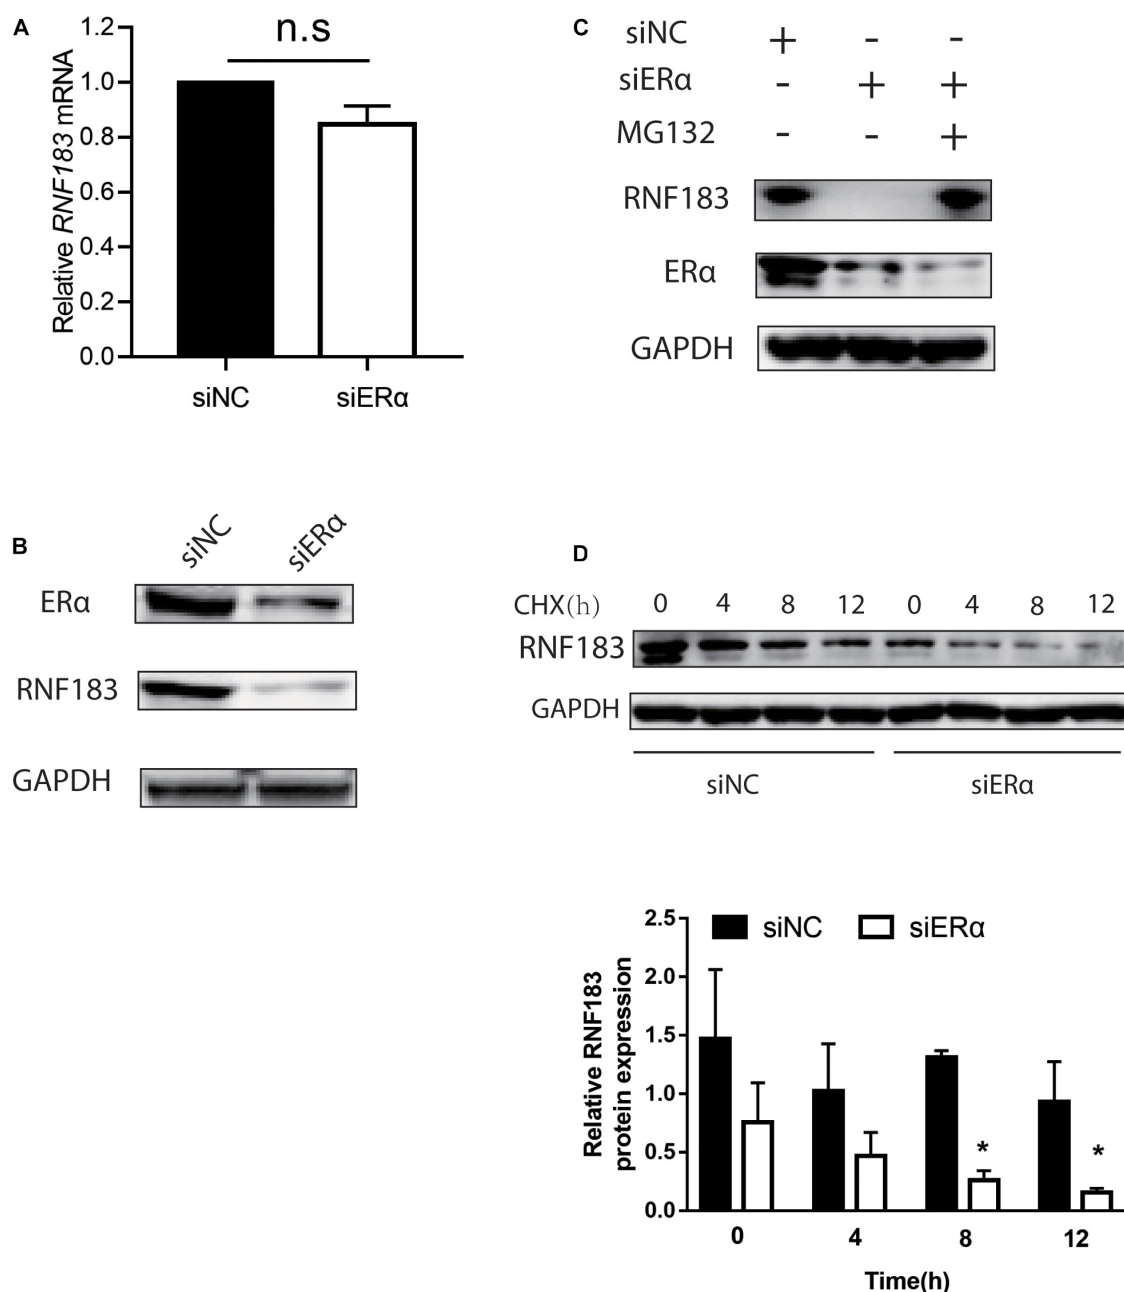 A
Relative RNF183 mRNA
1.2
1.0
0.8
0.6
0.4
0.2
0.0
n.s
siNC siERα
B
siNC siERα
ERα
RNF183
GAPDH
C
siNC + - -
siERα - + +
MG132 - - +
RNF183
ERα
GAPDH
D
CHX(h) 0 4 8 12 0 4 8 12
RNF183
GAPDH
siNC siERα
Relative RNF183
protein expression
2.5
2.0
1.5
1.0
0.5
0.0
siNC siERα
* *
0 4 8 12
Time(h)